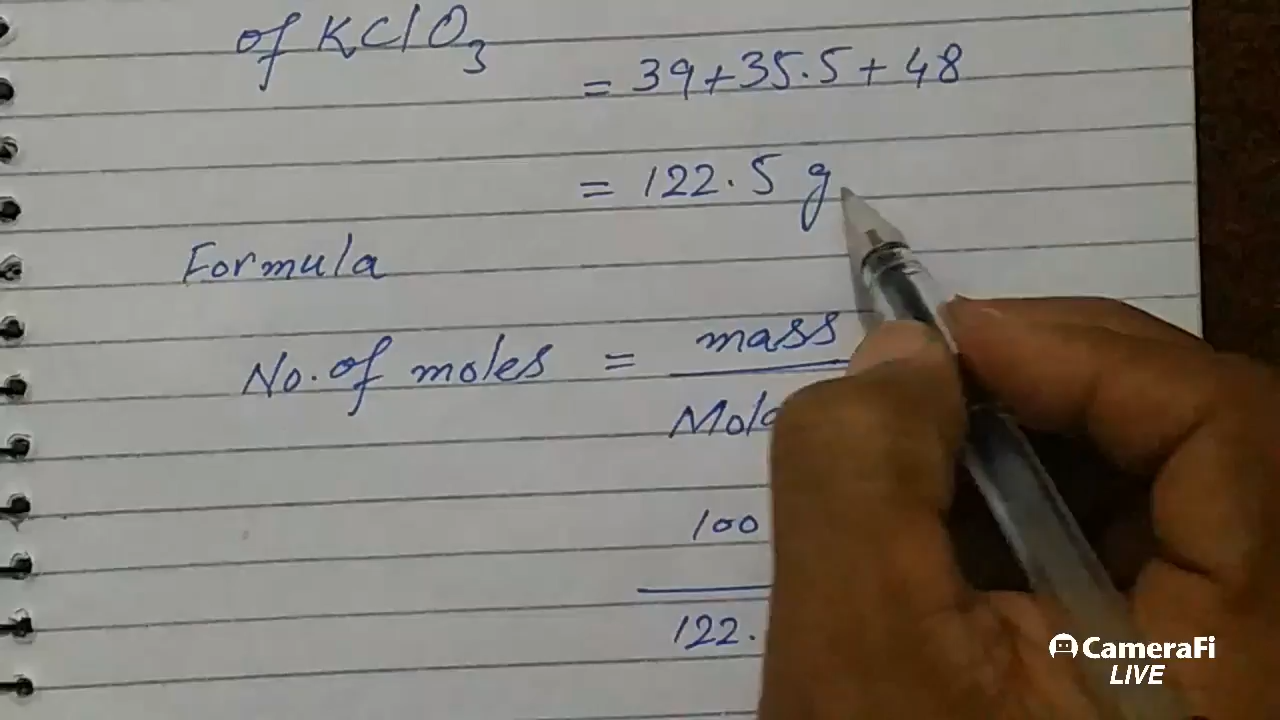 of KClO3
= 39+35.5+48
= 122.5 g
Formula
No. of moles = mass
100
122.
CameraFi
LIVE